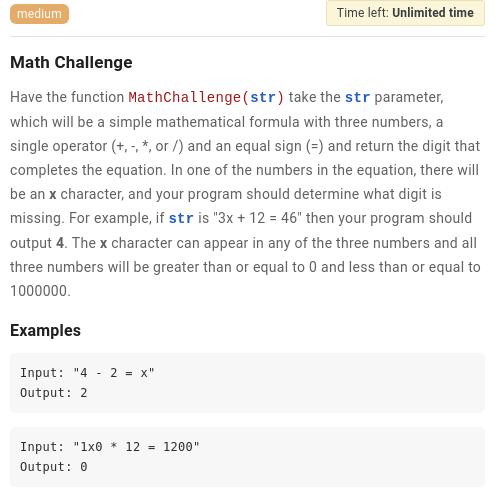 medium
Time left: Unlimited time
Math Challenge
Have the function MathChallenge(str) take the str parameter,
which will be a simple mathematical formula with three numbers, a
single operator (+, -, *, or /) and an equal sign (=) and return the digit that
completes the equation. In one of the numbers in the equation, there will
be an x character, and your program should determine what digit is
missing. For example, if str is "3x + 12 = 46" then your program should
output 4. The x character can appear in any of the three numbers and all
three numbers will be greater than or equal to 0 and less than or equal to
1000000.
Examples
Input: "4 - 2 = x"
Output: 2
Input: "1x0 * 12 = 1200"
Output: 0